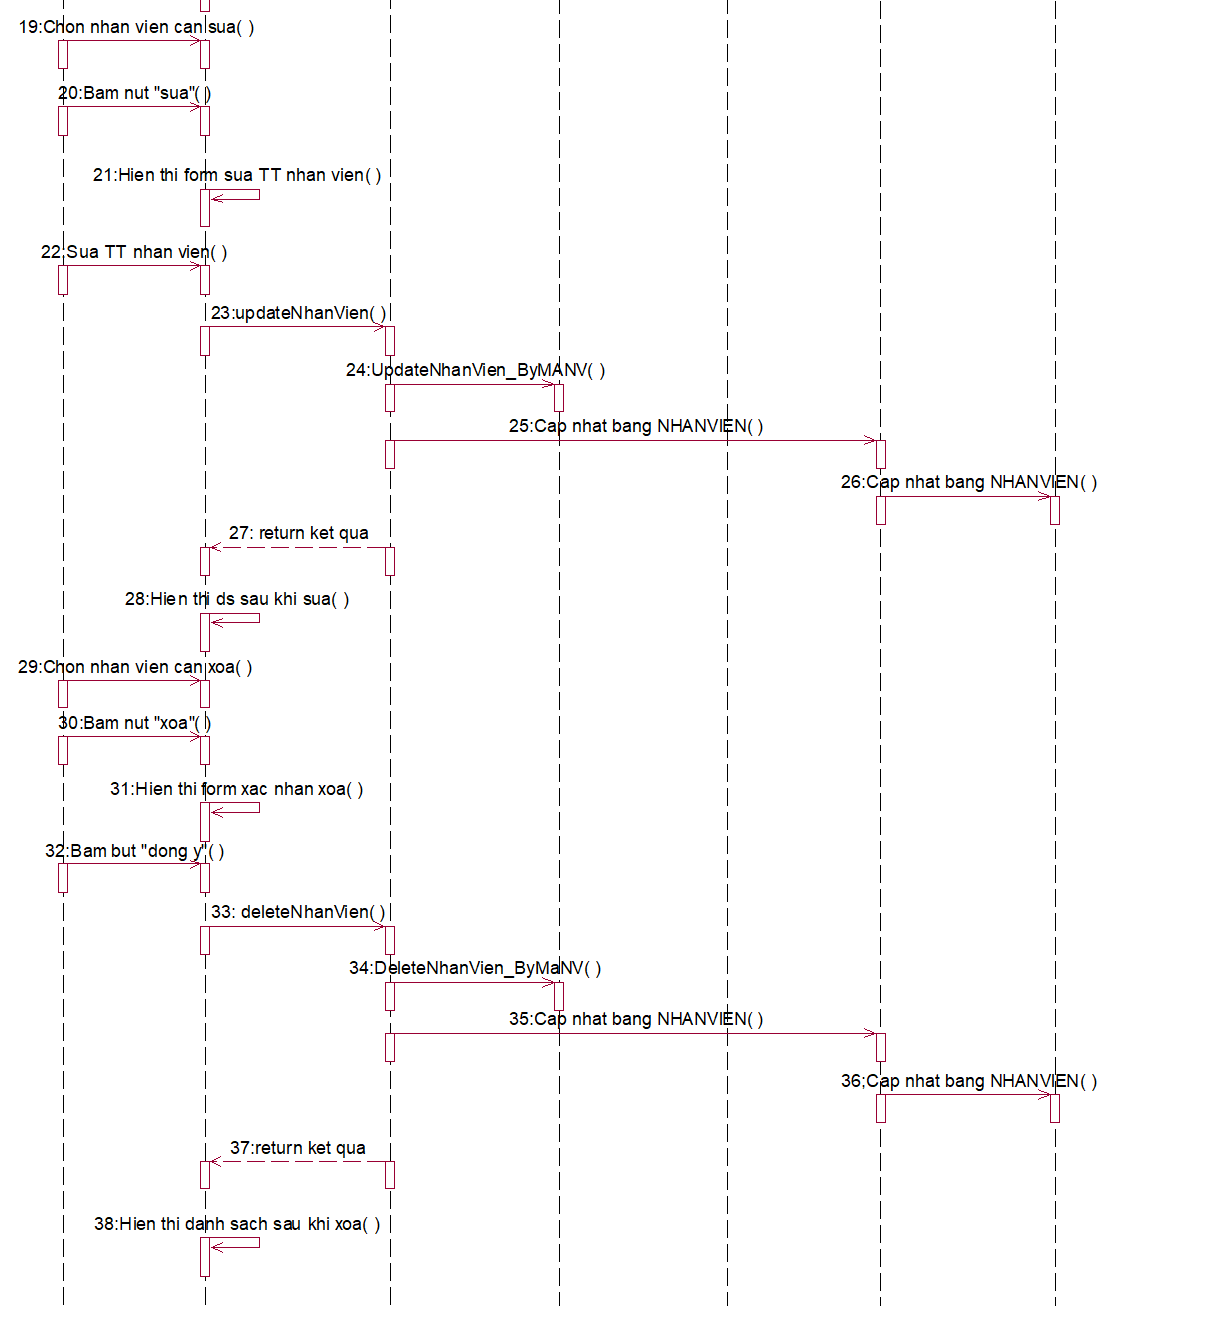 19:Chon nhan vien can sua( )
20:Bam nut "sua"( )
21:Hien thi form sua TT nhan vien( )
22:Sua TT nhan vien( )
23:updateNhanVien( )
24:UpdateNhanVien_ByMANV( )
25:Cap nhat bang NHANVIEN( )
26:Cap nhat bang NHANVIEN( )
27: return ket qua
28:Hien thi ds sau khi sua( )
29:Chon nhan vien can xoa( )
30:Bam nut "xoa"( )
31:Hien thi form xac nhan xoa( )
32:Bam but "dong y"( )
33: deleteNhanVien( )
34:DeleteNhanVien_ByMaNV( )
35:Cap nhat bang NHANVIEN( )
36;Cap nhat bang NHANVIEN( )
37:return ket qua
38:Hien thi danh sach sau khi xoa( )